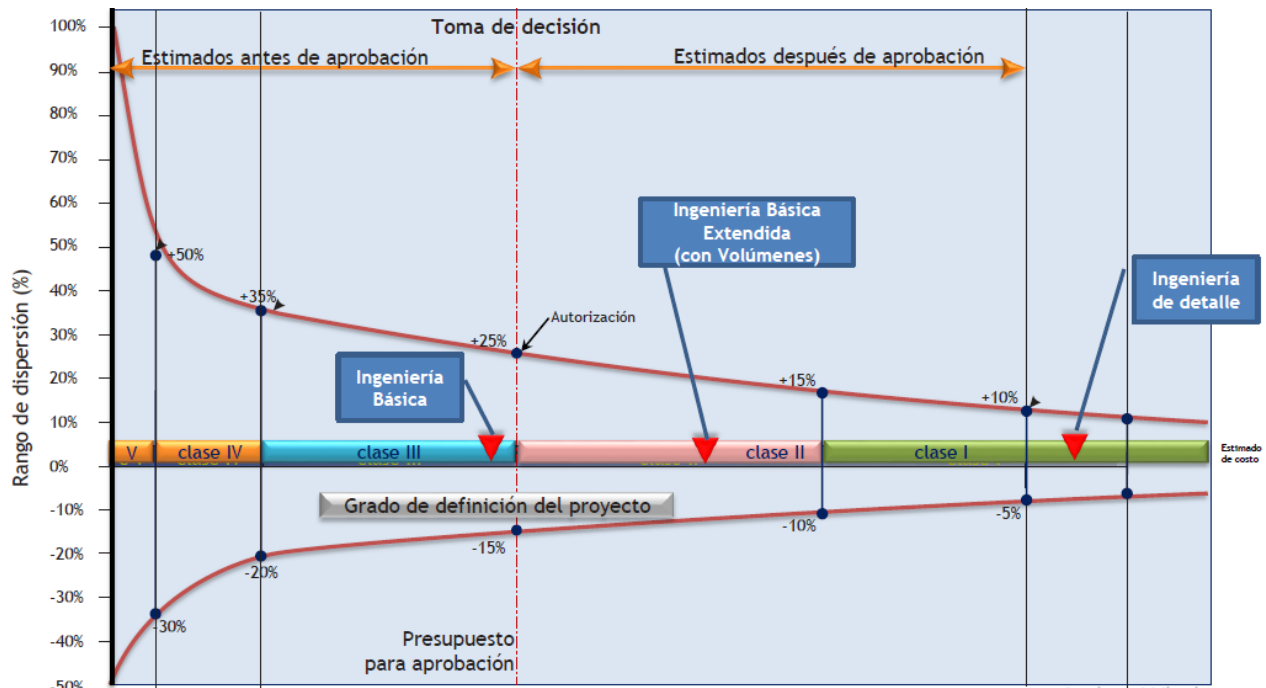 100%
90%
80%
70%
60%
50%
40%
30%
20%
10%
0%
-10%
-20%
-30%
-40%
-50%
Rango de dispersión (%)
Toma de decisión
Estimados antes de aprobación
Estimados después de aprobación
+50%
+35%
+25%
Autorización
+15%
+10%
Ingeniería Básica
Extendida
(con Volúmenes)
Ingeniería
de detalle
Ingeniería
Básica
V
clase IV
clase III
clase II
clase I
Estimado
de costo
Grado de definición del proyecto
-30%
-20%
-15%
-10%
-5%
Presupuesto
para aprobación